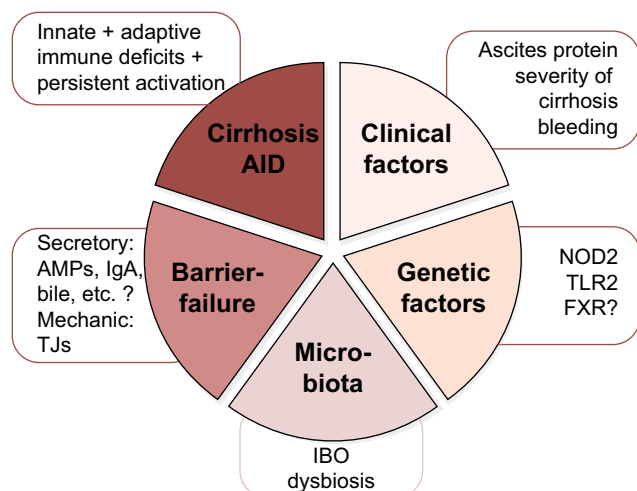 Innate + adaptive
immune deficits +
persistent activation
Ascites protein
severity of
cirrhosis
bleeding
Cirrhosis
AID
Clinical
factors
Secretory:
AMPs, IgA,
bile, etc. ?
Mechanic:
TJs
Barrier-
failure
Genetic
factors
NOD2
TLR2
FXR?
Micro-
biota
IBO
dysbiosis